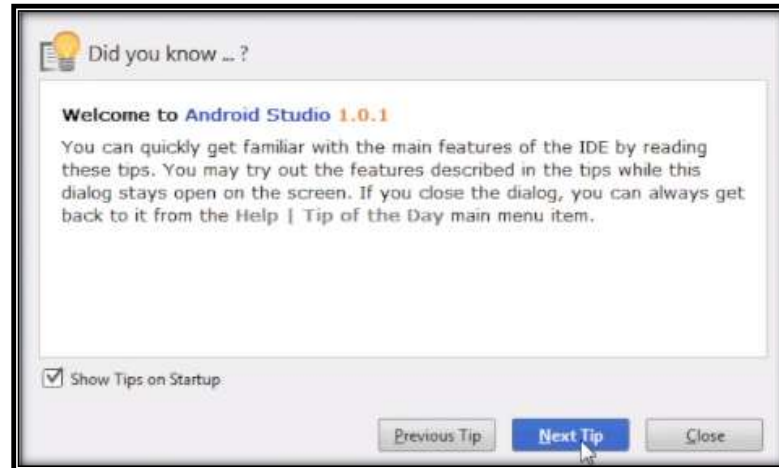 Did you know ... ?
Welcome to Android Studio 1.0.1
You can quickly get familiar with the main features of the IDE by reading
these tips. You may try out the features described in the tips while this
dialog stays open on the screen. If you close the dialog, you can always get
back to it from the Help | Tip of the Day main menu item.
Show Tips on Startup
Previous Tip Next Tip Close